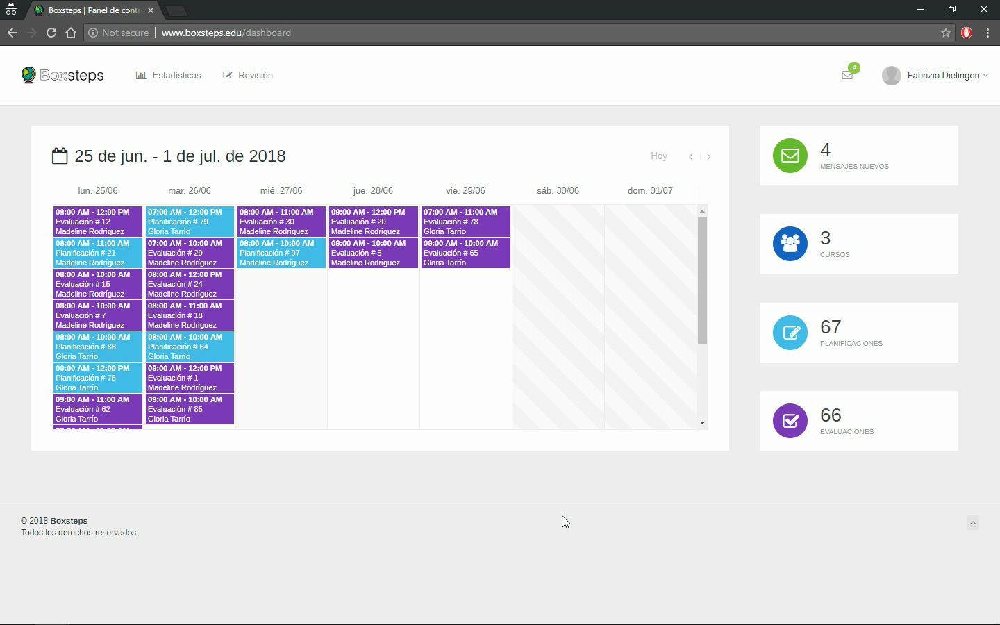 Boxsteps | Panel de contr
Not secure | www.boxsteps.edu/dashboard
Boxsteps
Estadísticas
Revisión
4
Fabrizio Dielingen
25 de jun. - 1 de jul. de 2018
Hoy
lun. 25/06
mar. 26/06
mié. 27/06
jue. 28/06
vie. 29/06
sáb. 30/06
dom. 01/07
08:00 AM - 12:00 PM
Evaluación # 12
Madeline Rodríguez
08:00 AM - 11:00 AM
Planificación # 21
Madeline Rodríguez
08:00 AM - 10:00 AM
Evaluación # 15
Madeline Rodríguez
08:00 AM - 10:00 AM
Evaluación # 7
Madeline Rodríguez
08:00 AM - 10:00 AM
Planificación # 88
Gloria Tarrío
09:00 AM - 12:00 PM
Planificación # 76
Gloria Tarrío
09:00 AM - 11:00 AM
Evaluación # 62
Gloria Tarrío
07:00 AM - 12:00 PM
Planificación # 79
Gloria Tarrío
07:00 AM - 10:00 AM
Evaluación # 29
Madeline Rodríguez
08:00 AM - 12:00 PM
Evaluación # 24
Madeline Rodríguez
08:00 AM - 11:00 AM
Evaluación # 18
Madeline Rodríguez
08:00 AM - 10:00 AM
Planificación # 64
Gloria Tarrío
09:00 AM - 12:00 PM
Evaluación # 1
Madeline Rodríguez
09:00 AM - 10:00 AM
Evaluación # 85
Gloria Tarrío
08:00 AM - 11:00 AM
Evaluación # 30
Madeline Rodríguez
08:00 AM - 10:00 AM
Planificación # 97
Madeline Rodríguez
09:00 AM - 12:00 PM
Evaluación # 20
Madeline Rodríguez
09:00 AM - 10:00 AM
Evaluación # 5
Madeline Rodríguez
07:00 AM - 11:00 AM
Evaluación # 78
Gloria Tarrío
09:00 AM - 10:00 AM
Evaluación # 65
Gloria Tarrío
4
MENSAJES NUEVOS
3
CURSOS
67
PLANIFICACIONES
66
EVALUACIONES
© 2018 Boxsteps
Todos los derechos reservados.